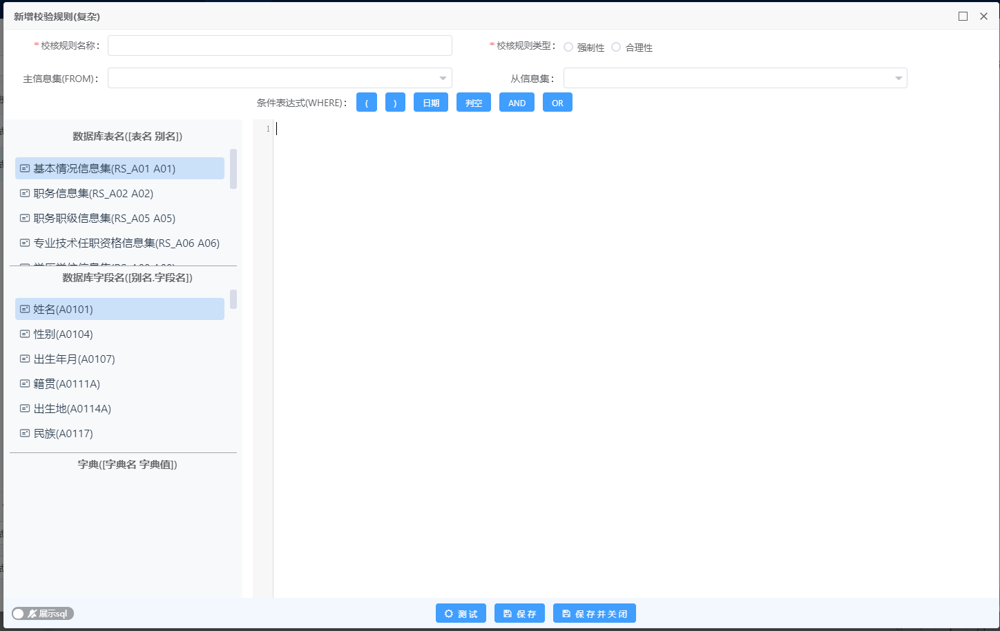 新增校验规则(复杂)
*校核规则名称：
*校核规则类型： 强制性 合理性
主信息集(FROM)：
从信息集：
条件表达式(WHERE)： ( ) 日期 判空 AND OR
数据库表名([表名 别名])
基本情况信息集(RS_A01 A01)
职务信息集(RS_A02 A02)
职务职级信息集(RS_A05 A05)
专业技术任职资格信息集(RS_A06 A06)
数据库字段名([别名.字段名])
姓名(A0101)
性别(A0104)
出生年月(A0107)
籍贯(A0111A)
出生地(A0114A)
民族(A0117)
字典([字典名 字典值])
1
展示sql
测试 保存 保存并关闭